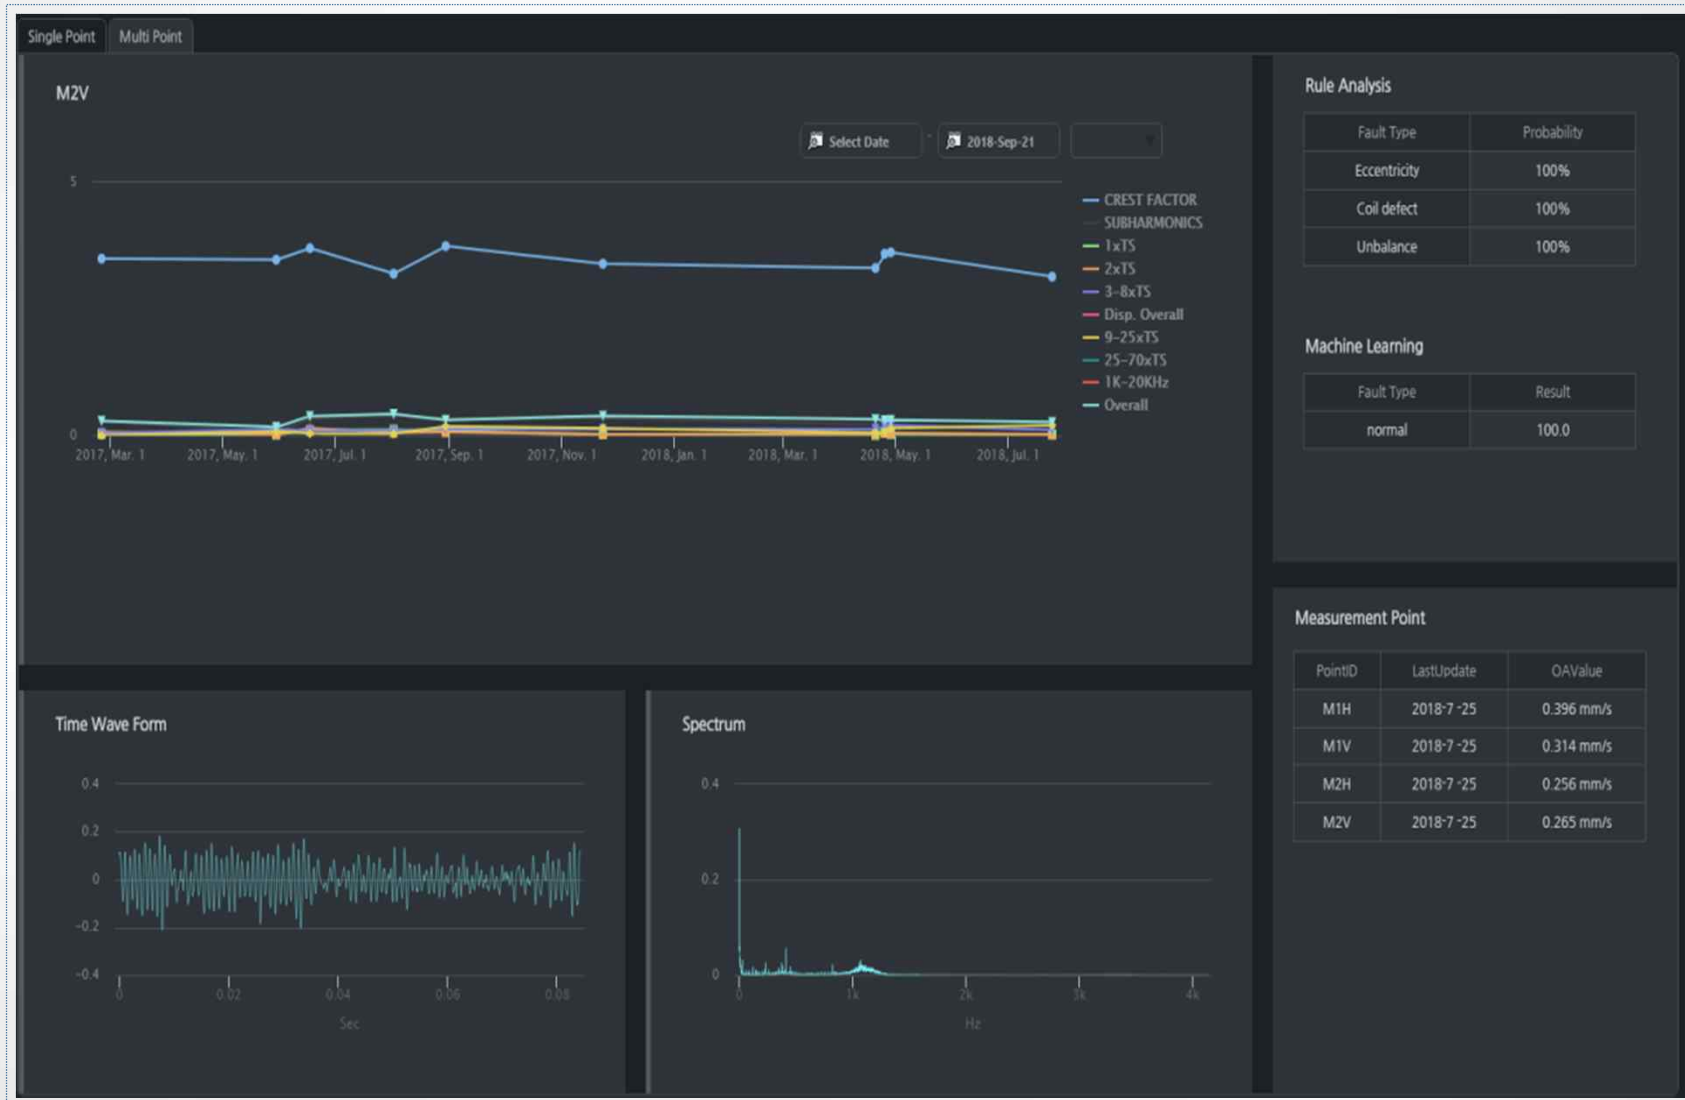 Single Point Multi Point
M2V
Select Date - 2018-Sep-21
5
0
2017, Mar. 1 2017, May. 1 2017, Jul. 1 2017, Sep. 1 2017, Nov. 1 2018, Jan. 1 2018, Mar. 1 2018, May. 1 2018, Jul. 1
CREST FACTOR
SUBHARMONICS
1xTS
2xTS
3-8xTS
Disp. Overall
9-25xTS
25-70xTS
1K-20KHz
Overall
Rule Analysis
Fault Type Probability
Eccentricity 100%
Coil defect 100%
Unbalance 100%
Machine Learning
Fault Type Result
normal 100.0
Time Wave Form
0.4
0.2
0
-0.2
-0.4
0 0.02 0.04 0.06 0.08
Sec
Spectrum
0.4
0.2
0
0 1k 2k 3k 4k
Hz
Measurement Point
PointID LastUpdate OAValue
M1H 2018-7-25 0.396 mm/s
M1V 2018-7-25 0.314 mm/s
M2H 2018-7-25 0.256 mm/s
M2V 2018-7-25 0.265 mm/s